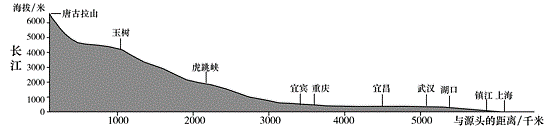 海拔/米
唐古拉山
6000
5000
4000
3000
2000
1000
0
长江
玉树
虎跳峡
宜宾 重庆
宜昌
武汉 湖口
镇江 上海
1000 2000 3000 4000 5000
与源头的距离/千米